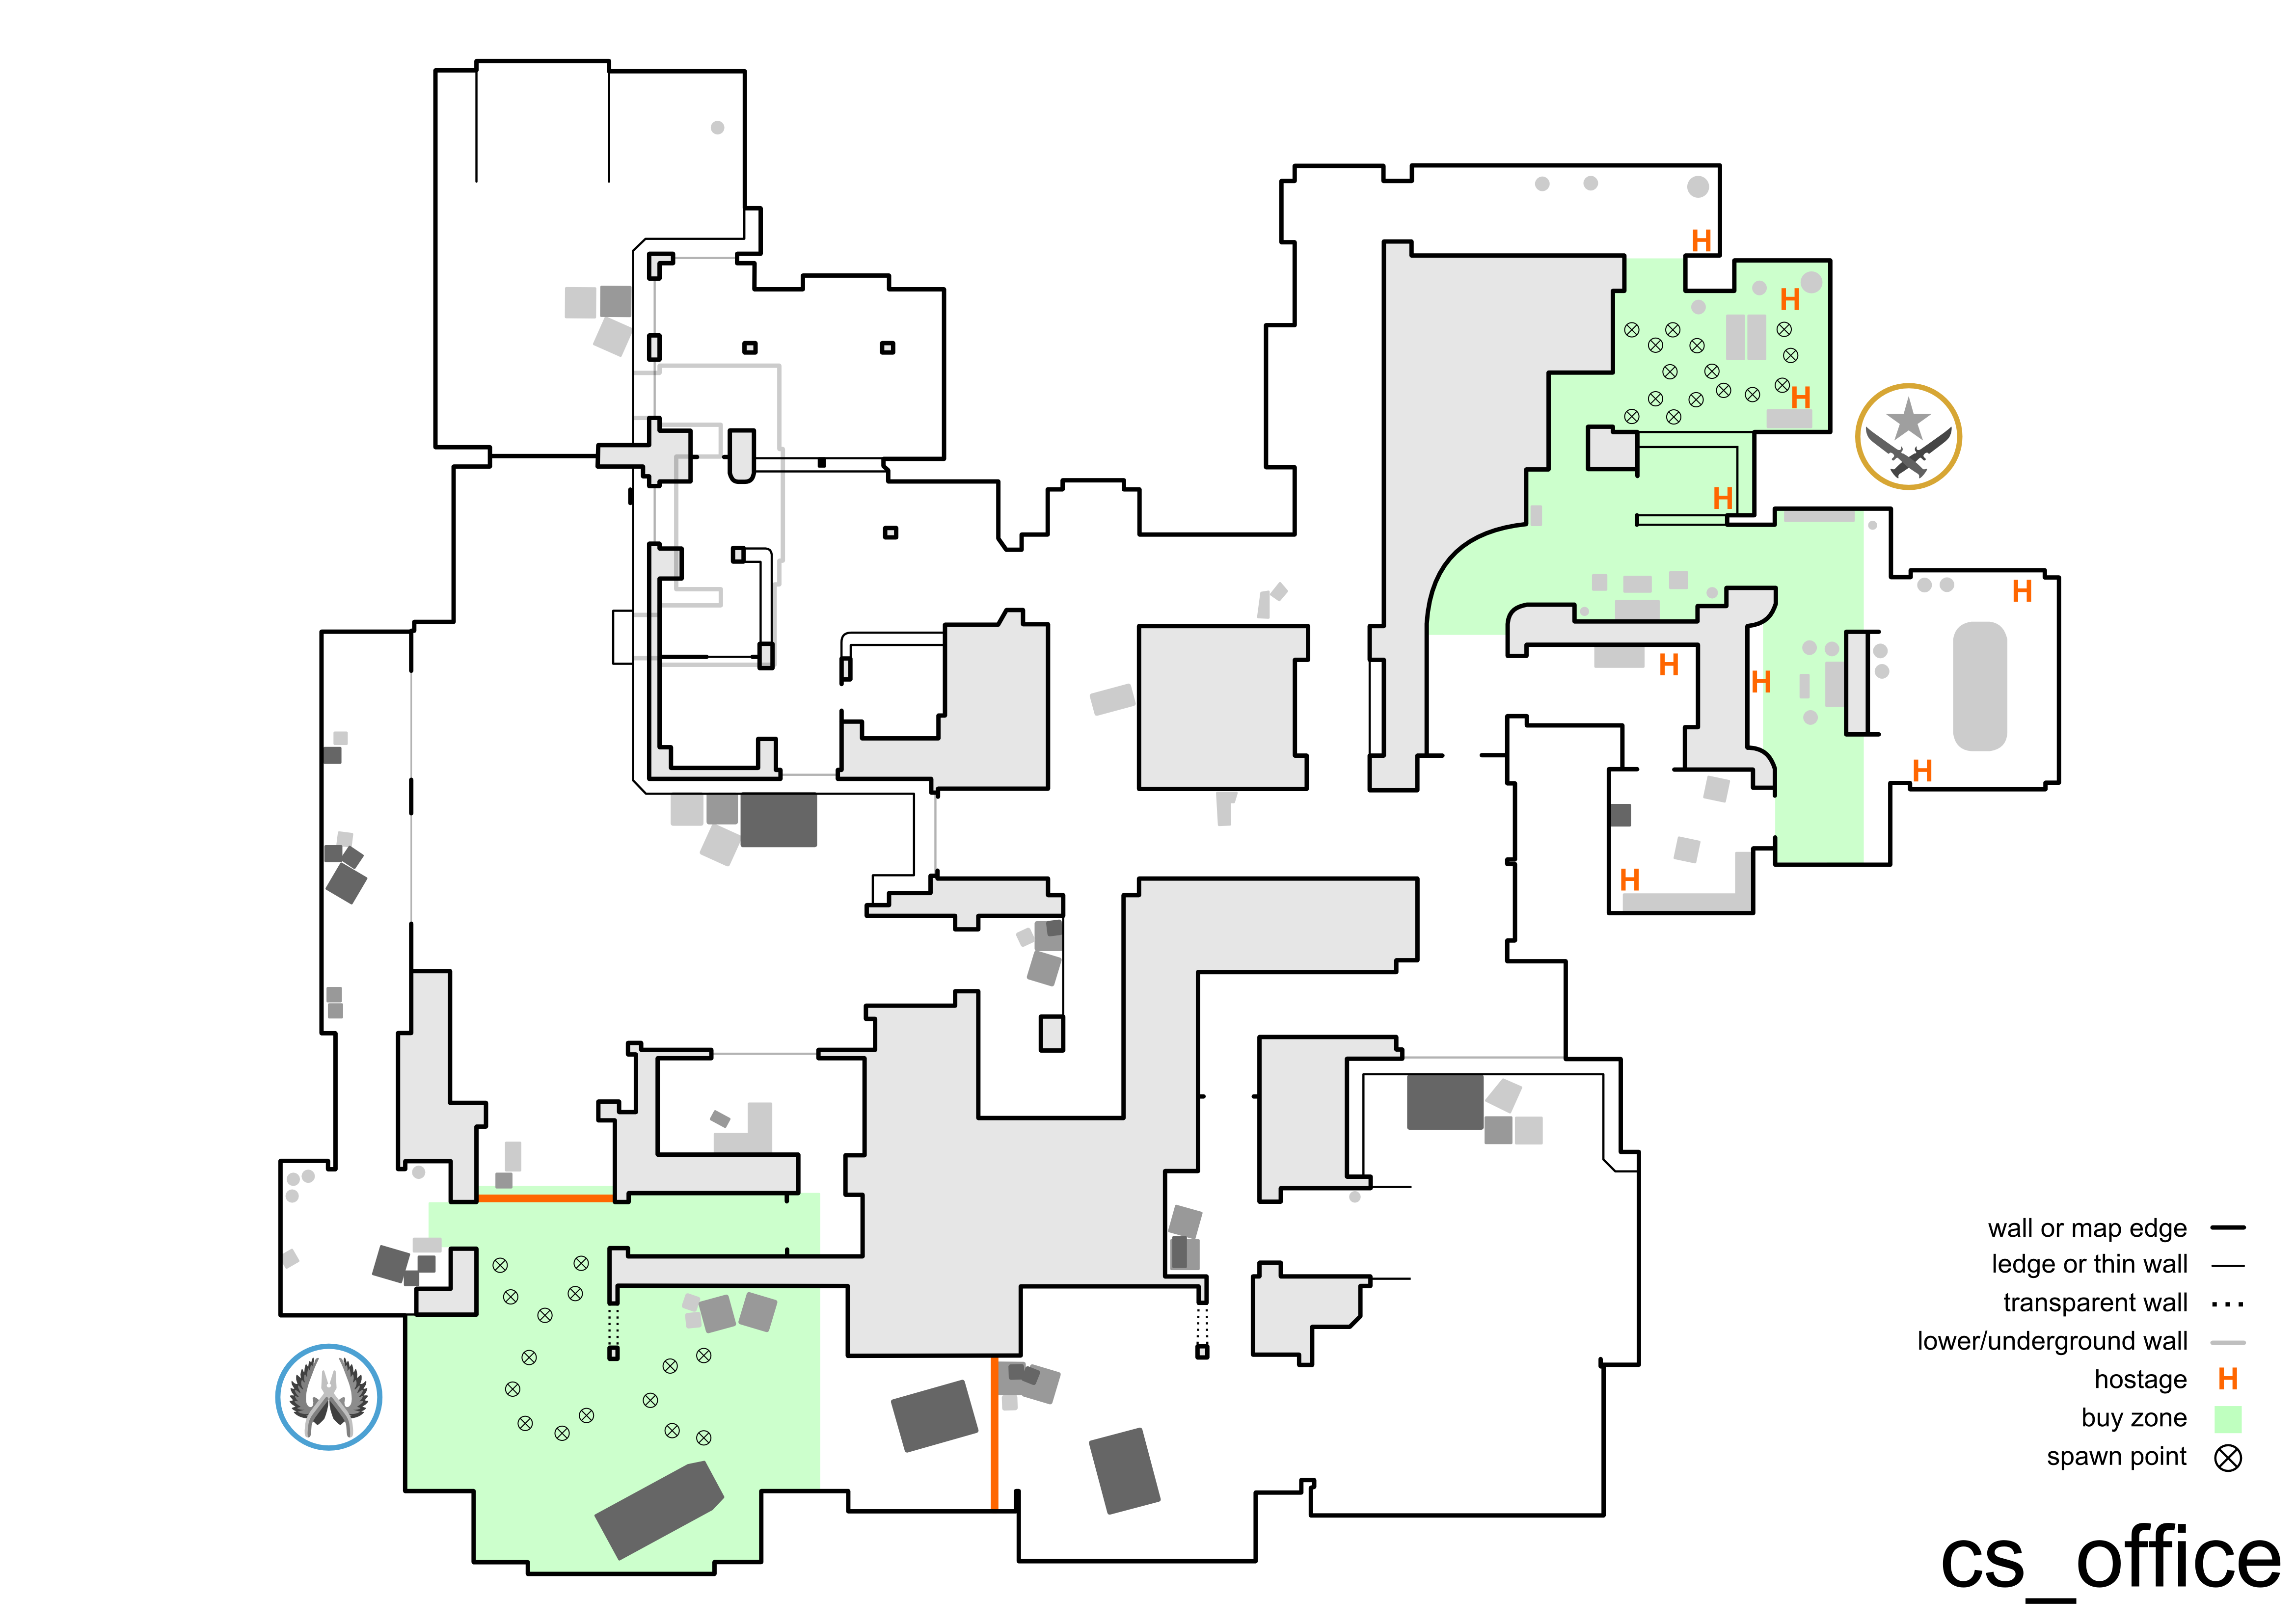 H
H
H
H
H
H
H
H
H
wall or map edge
ledge or thin wall
transparent wall
lower/underground wall
hostage H
buy zone
spawn point
cs_office